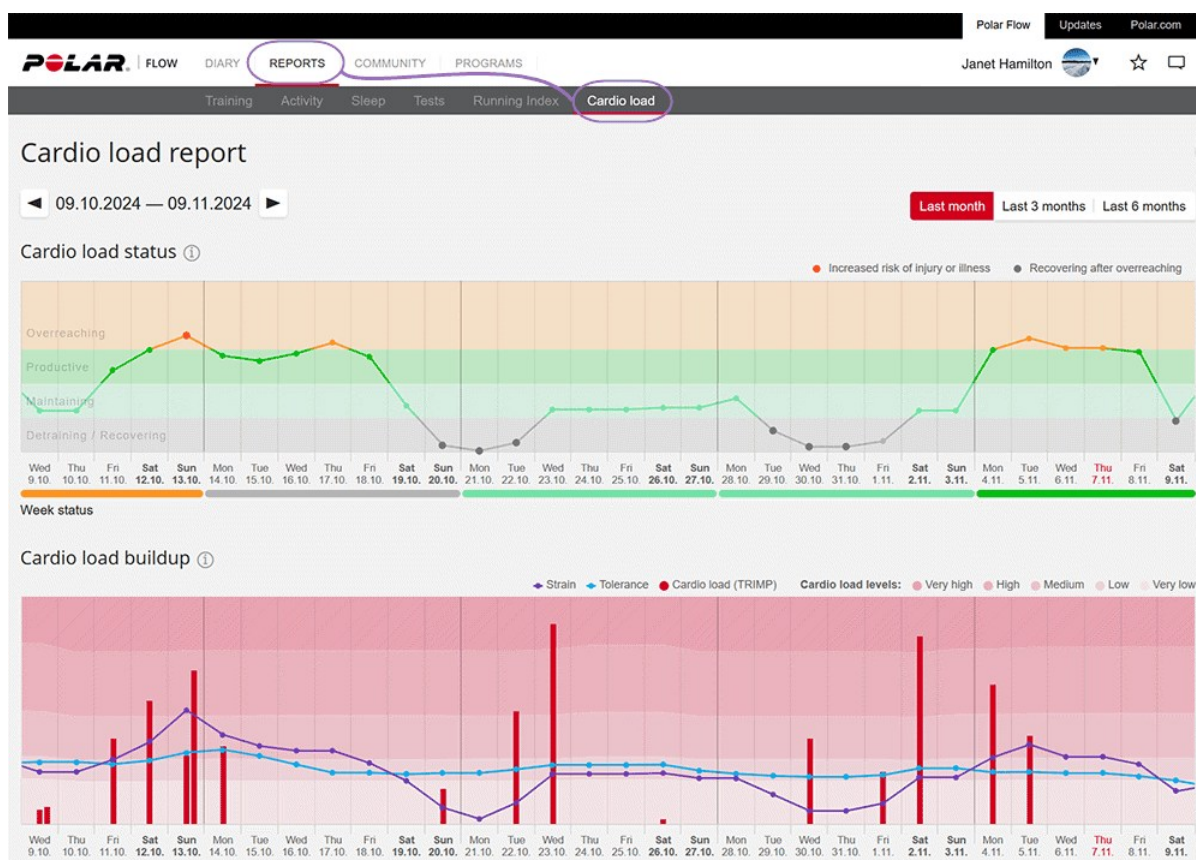 Polar Flow Updates Polar.com
POLAR. FLOW DIARY REPORTS COMMUNITY PROGRAMS Janet Hamilton
Training Activity Sleep Tests Running Index Cardio load
Cardio load report
09.10.2024 — 09.11.2024
Last month Last 3 months Last 6 months
Cardio load status
Increased risk of injury or illness Recovering after overreaching
Overreaching
Productive
Maintaining
Detraining / Recovering
Wed Thu Fri Sat Sun Mon Tue Wed Thu Fri Sat Sun Mon Tue Wed Thu Fri Sat Sun Mon Tue Wed Thu Fri Sat Sun Mon Tue Wed Thu Fri Sat
9.10. 10.10. 11.10. 12.10. 13.10. 14.10. 15.10. 16.10. 17.10. 18.10. 19.10. 20.10. 21.10. 22.10. 23.10. 24.10. 25.10. 26.10. 27.10. 28.10. 29.10. 30.10. 31.10. 1.11. 2.11. 3.11. 4.11. 5.11. 6.11. 7.11. 8.11. 9.11.
Week status
Cardio load buildup
Strain Tolerance Cardio load (TRIMP) Cardio load levels: Very high High Medium Low Very low
Wed Thu Fri Sat Sun Mon Tue Wed Thu Fri Sat Sun Mon Tue Wed Thu Fri Sat Sun Mon Tue Wed Thu Fri Sat Sun Mon Tue Wed Thu Fri Sat
9.10. 10.10. 11.10. 12.10. 13.10. 14.10. 15.10. 16.10. 17.10. 18.10. 19.10. 20.10. 21.10. 22.10. 23.10. 24.10. 25.10. 26.10. 27.10. 28.10. 29.10. 30.10. 31.10. 1.11. 2.11. 3.11. 4.11. 5.11. 6.11. 7.11. 8.11. 9.11.